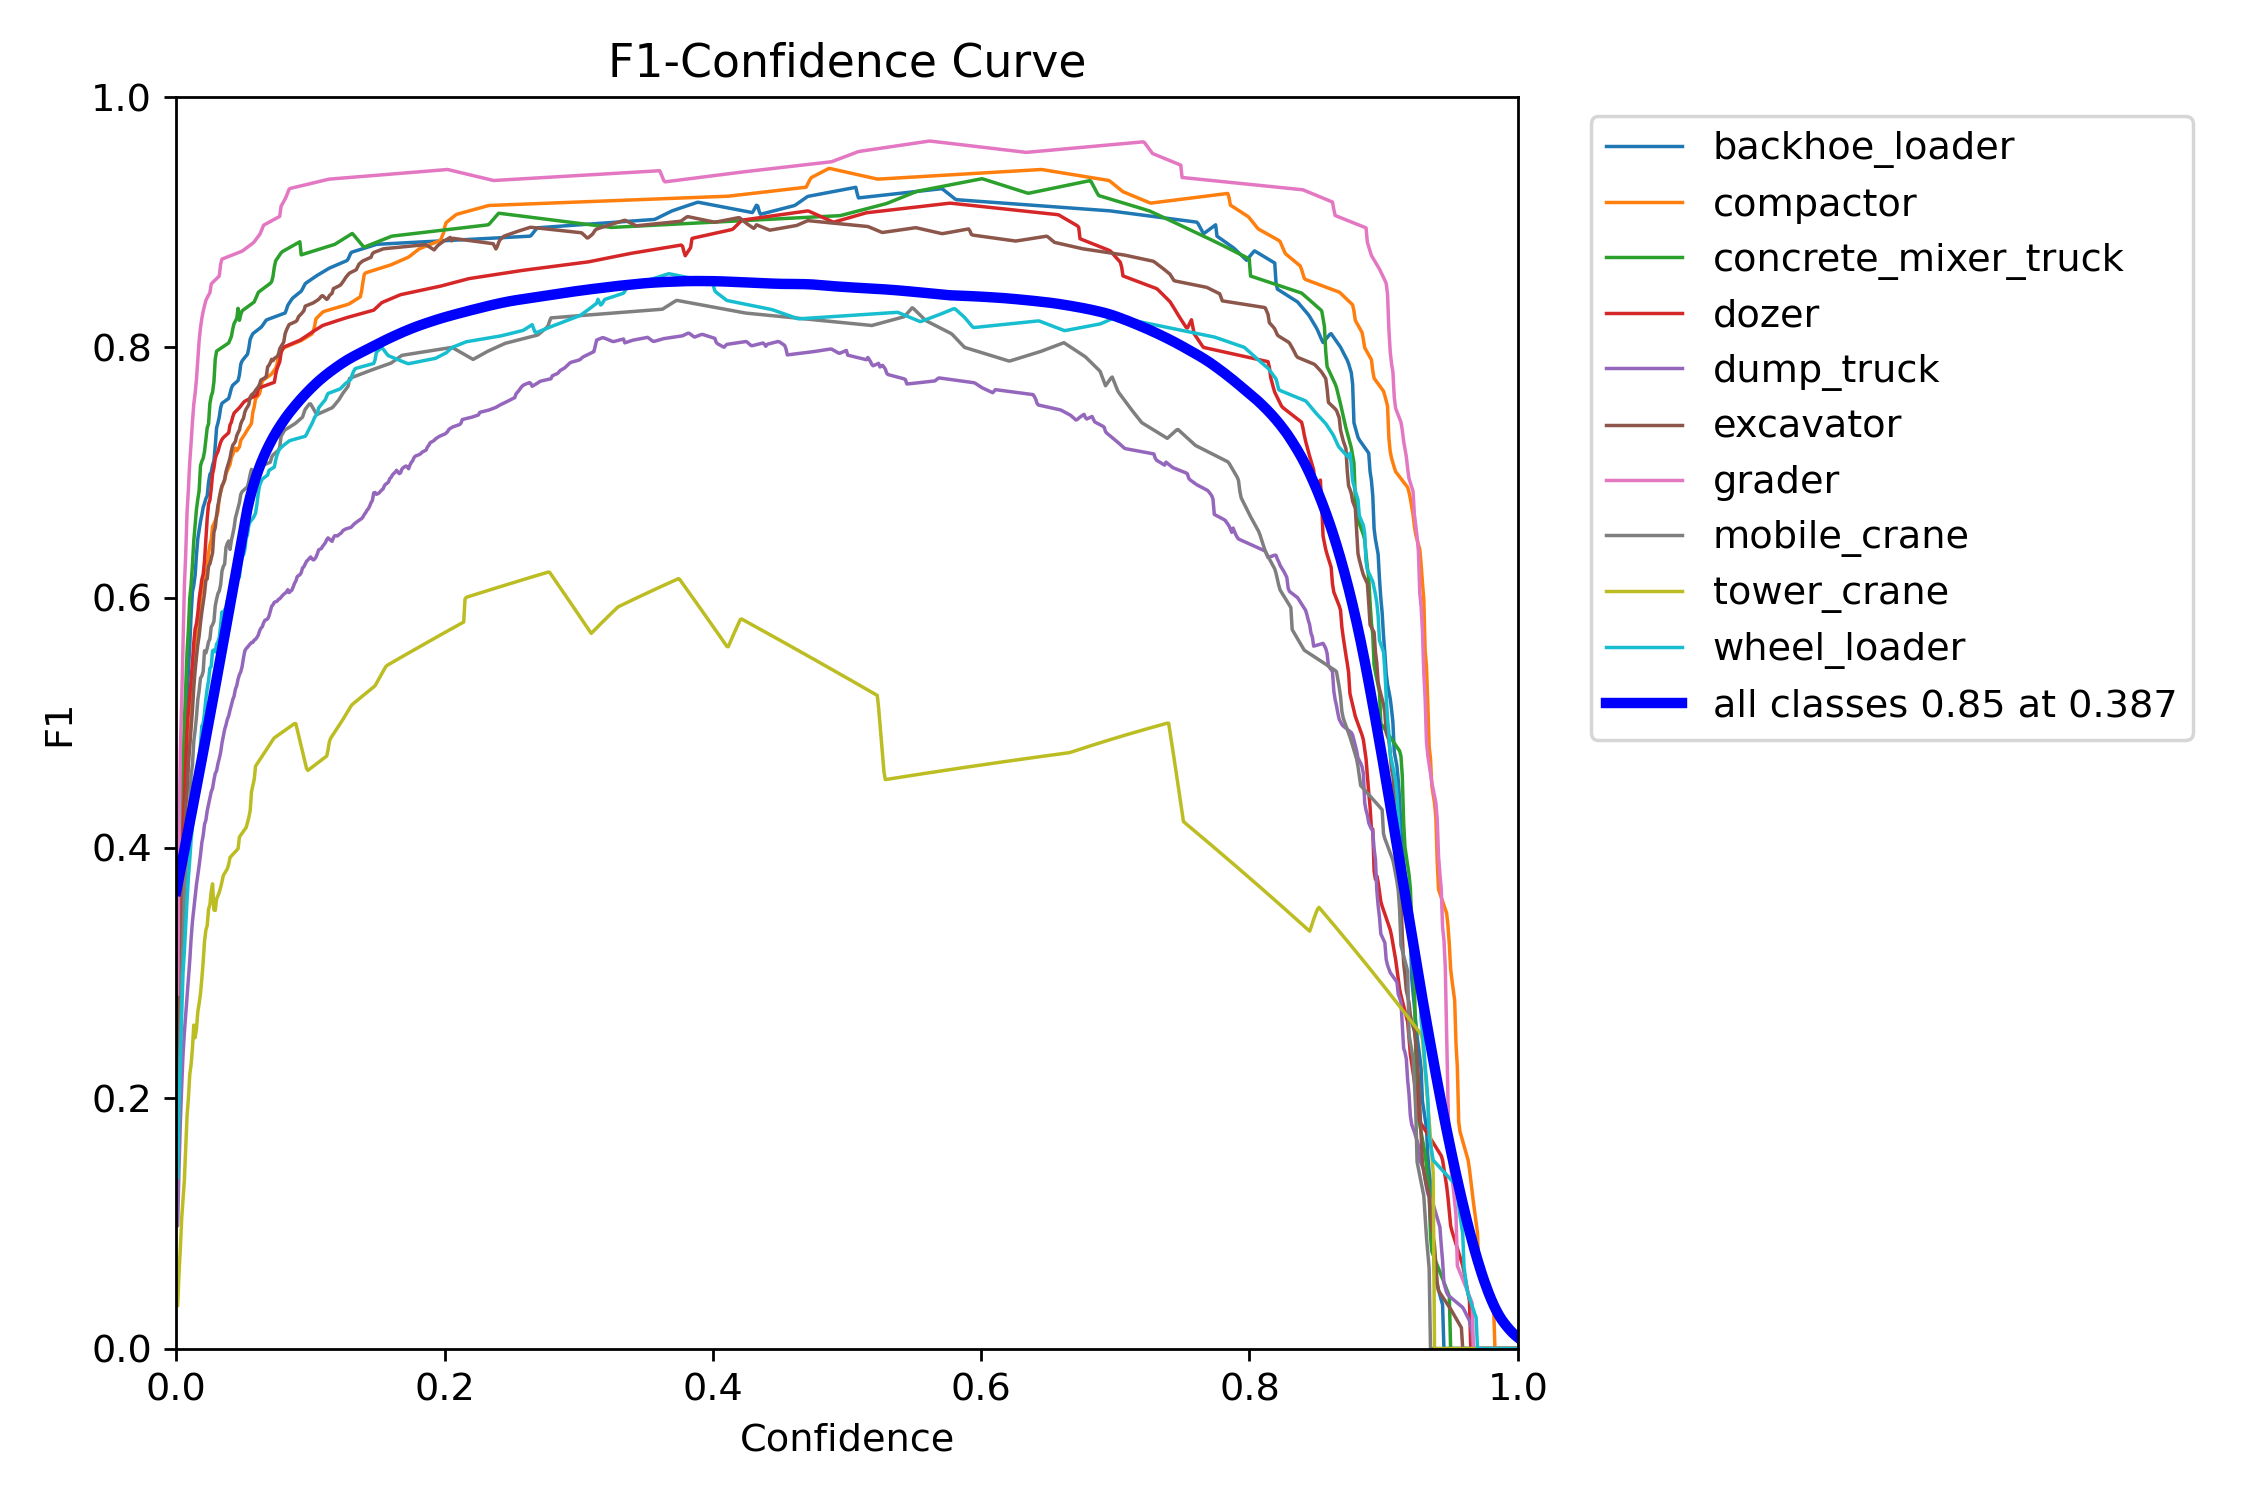 F1-Confidence Curve
1.0
0.8
0.6
0.4
0.2
0.0
F1
0.0 0.2 0.4 0.6 0.8 1.0
Confidence
backhoe_loader
compactor
concrete_mixer_truck
dozer
dump_truck
excavator
grader
mobile_crane
tower_crane
wheel_loader
all classes 0.85 at 0.387